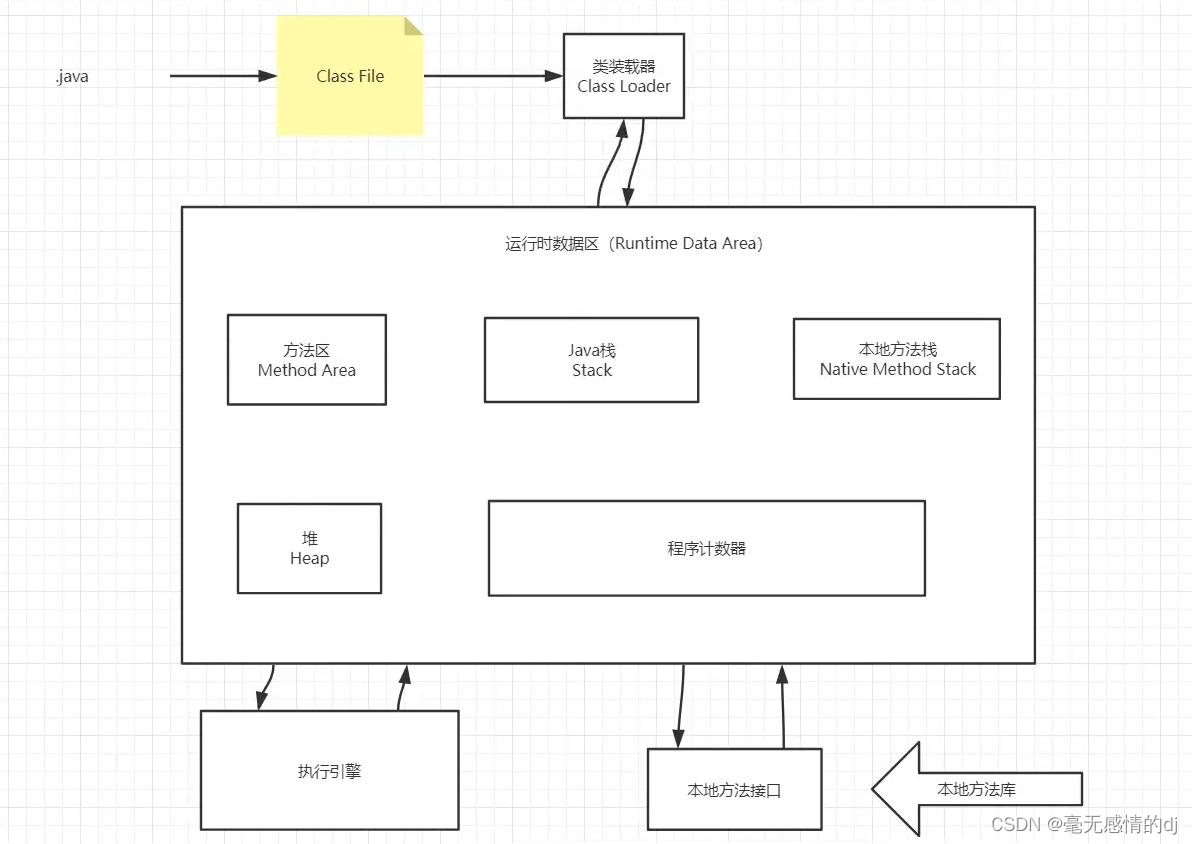 .java
Class File
类装载器
Class Loader
运行时数据区（Runtime Data Area）
方法区
Method Area
Java栈
Stack
本地方法栈
Native Method Stack
堆
Heap
程序计数器
执行引擎
本地方法接口
本地方法库
CSDN @毫无感情的dj